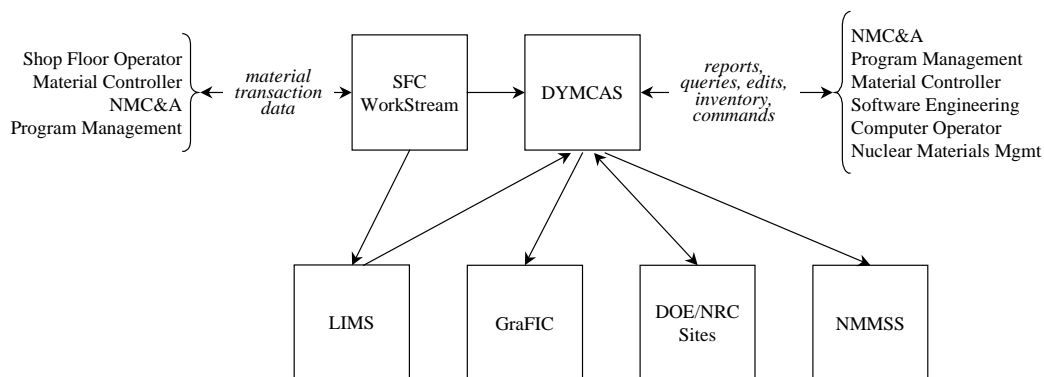 Shop Floor Operator
Material Controller
NMC&A
Program Management
material
transaction
data
SFC
WorkStream
DYMCAS
reports,
queries, edits,
inventory,
commands
NMC&A
Program Management
Material Controller
Software Engineering
Computer Operator
Nuclear Materials Mgmt
LIMS
GraFIC
DOE/NRC
Sites
NMMSS